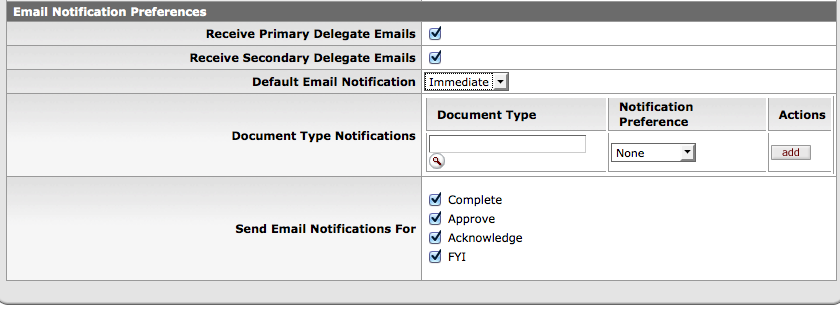 Email Notification Preferences
Receive Primary Delegate Emails
Receive Secondary Delegate Emails
Default Email Notification Immediate
Document Type Notification Preference Actions
Document Type Notifications
None add
Complete
Approve
Send Email Notifications For
Acknowledge
FYI